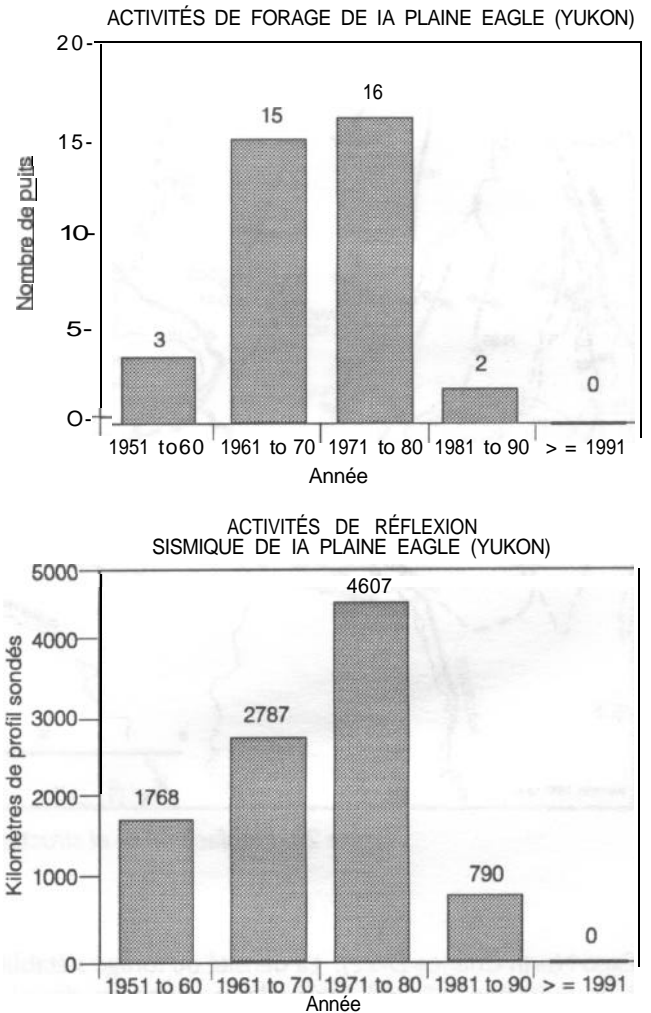 ACTIVITÉS DE FORAGE DE IA PLAINE EAGLE (YUKON)
20-
15-
10-
5-
O-
Nombre de puits
3
15
16
2
0
1951 to60 1961 to 70 1971 to 80 1981 to 90 > = 1991
Année
ACTIVITÉS DE RÉFLEXION
SISMIQUE DE IA PLAINE EAGLE (YUKON)
5000
4000
3000
2000
1000
0
Kilomètres de profil sondés
1768
2787
4607
790
0
1951 to 60 1961 to 70 1971 to 80 1981 to 90 > = 1991
Année